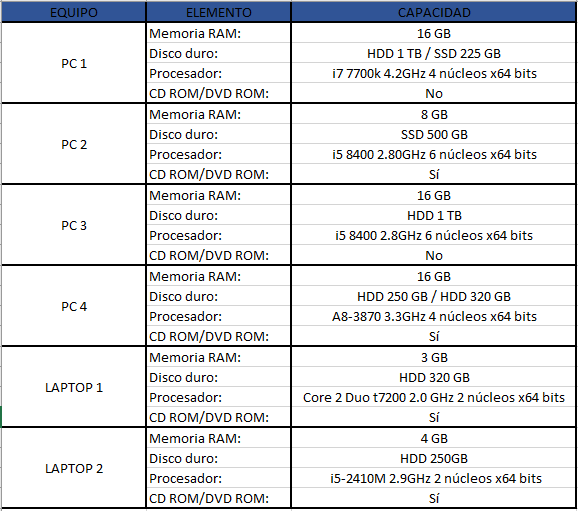 EQUIPO ELEMENTO CAPACIDAD
PC 1
Memoria RAM: 16 GB
Disco duro: HDD 1 TB / SSD 225 GB
Procesador: i7 7700k 4.2GHz 4 núcleos x64 bits
CD ROM/DVD ROM: No
PC 2
Memoria RAM: 8 GB
Disco duro: SSD 500 GB
Procesador: i5 8400 2.80GHz 6 núcleos x64 bits
CD ROM/DVD ROM: Sí
PC 3
Memoria RAM: 16 GB
Disco duro: HDD 1 TB
Procesador: i5 8400 2.8GHz 6 núcleos x64 bits
CD ROM/DVD ROM: No
PC 4
Memoria RAM: 16 GB
Disco duro: HDD 250 GB / HDD 320 GB
Procesador: A8-3870 3.3GHz 4 núcleos x64 bits
CD ROM/DVD ROM: Sí
LAPTOP 1
Memoria RAM: 3 GB
Disco duro: HDD 320 GB
Procesador: Core 2 Duo t7200 2.0 GHz 2 núcleos x64 bits
CD ROM/DVD ROM: Sí
LAPTOP 2
Memoria RAM: 4 GB
Disco duro: HDD 250GB
Procesador: i5-2410M 2.9GHz 2 núcleos x64 bits
CD ROM/DVD ROM: Sí